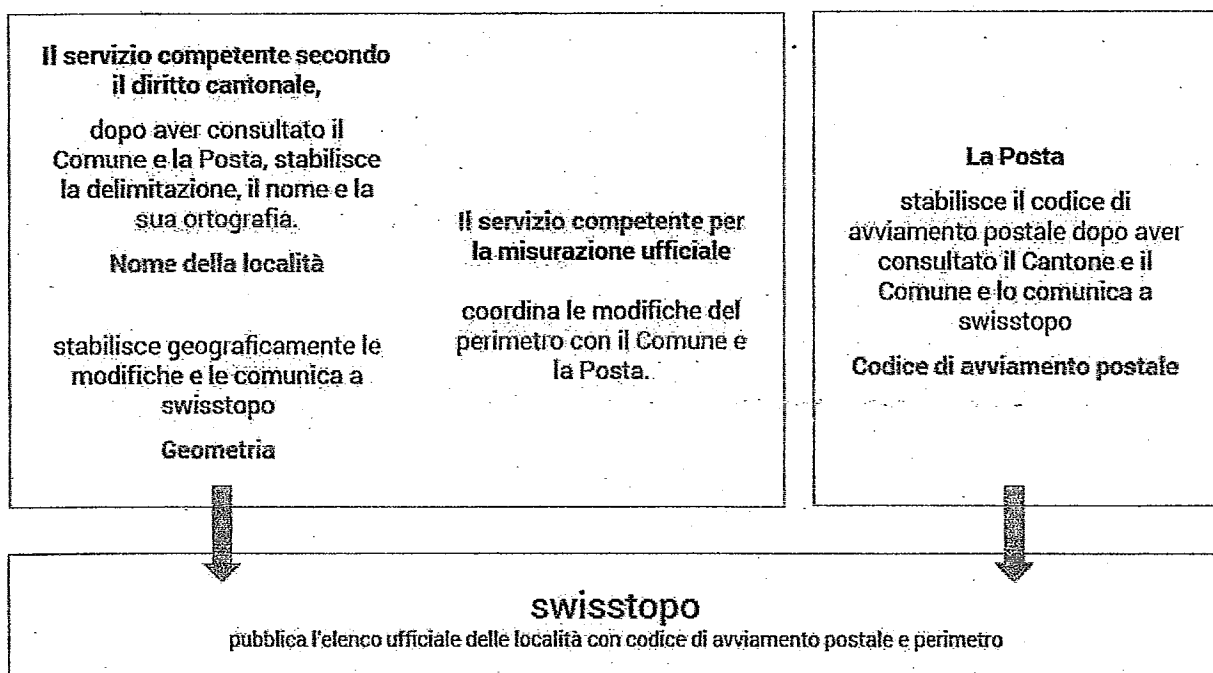 Il servizio competente secondo
il diritto cantonale,
dopo aver consultato il
Comune e la Posta, stabilisce
la delimitazione, il nome e la
sua ortografia.
Nome della località
stabilisce geograficamente le
modifiche e le comunica a
swisstopo
Geometria
Il servizio competente per
la misurazione ufficiale
coordina le modifiche del
perimetro con il Comune e
la Posta.
La Posta
stabilisce il codice di
avviamento postale dopo aver
consultato il Cantone e il
Comune e lo comunica a
swisstopo
Codice di avviamento postale
swisstopo
pubblica l'elenco ufficiale delle località con codice di avviamento postale e perimetro